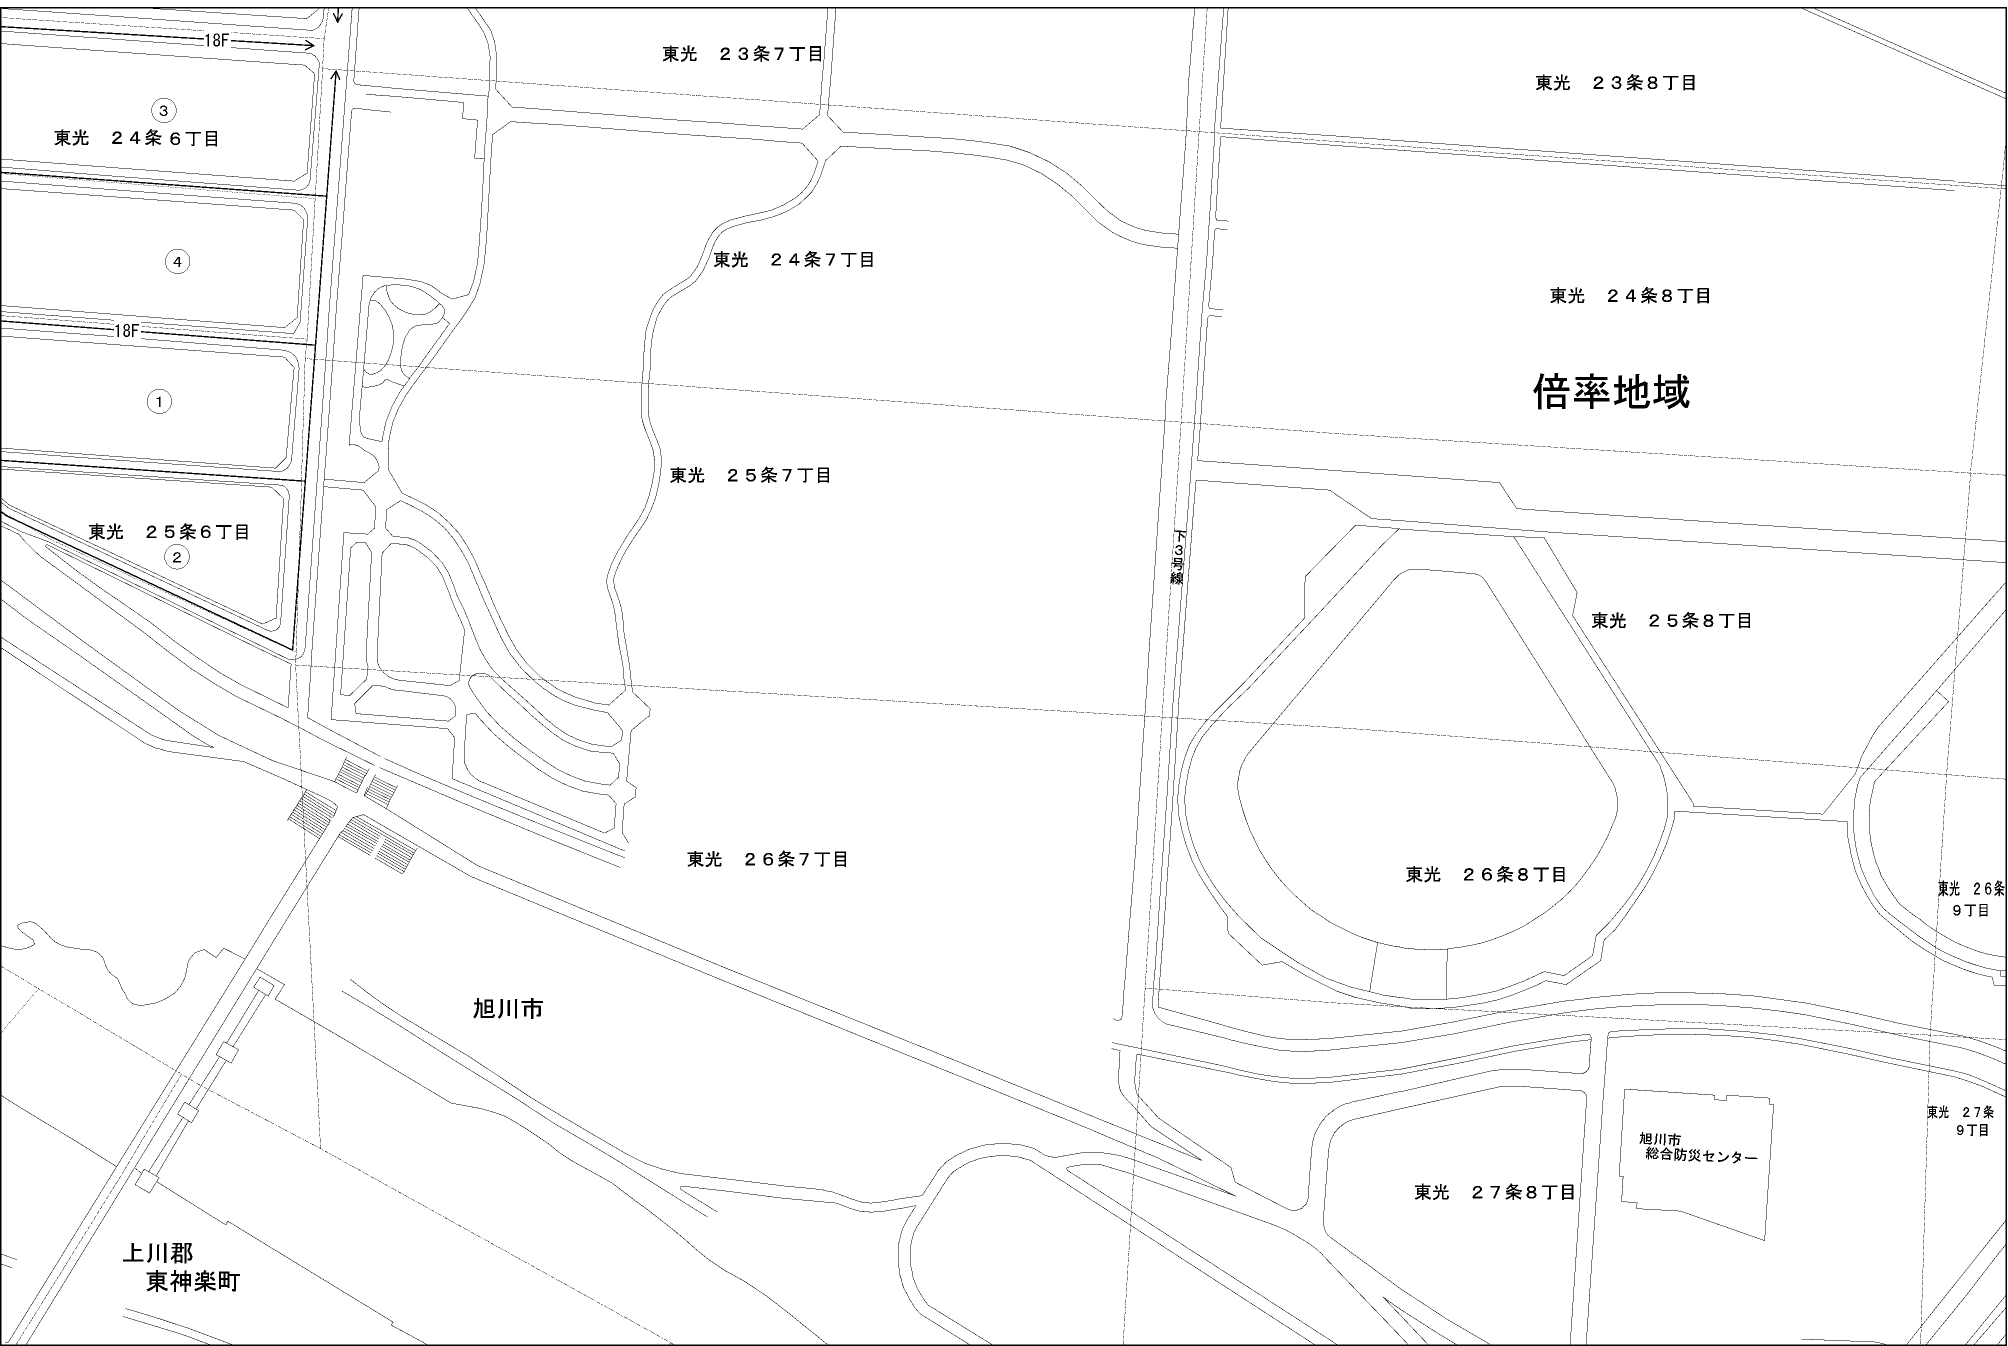 18F
東光　２３条７丁目
東光　２３条８丁目
3
東光　２４条６丁目
4
東光　２４条７丁目
東光　２４条８丁目
18F
倍率地域
1
東光　２５条７丁目
東光　２５条６丁目
2
下3号線
東光　２５条８丁目
東光　２６条７丁目
東光　２６条８丁目
東光　26条
9丁目
旭川市
東光　27条
9丁目
旭川市
総合防災センター
東光　２７条８丁目
上川郡
東神楽町